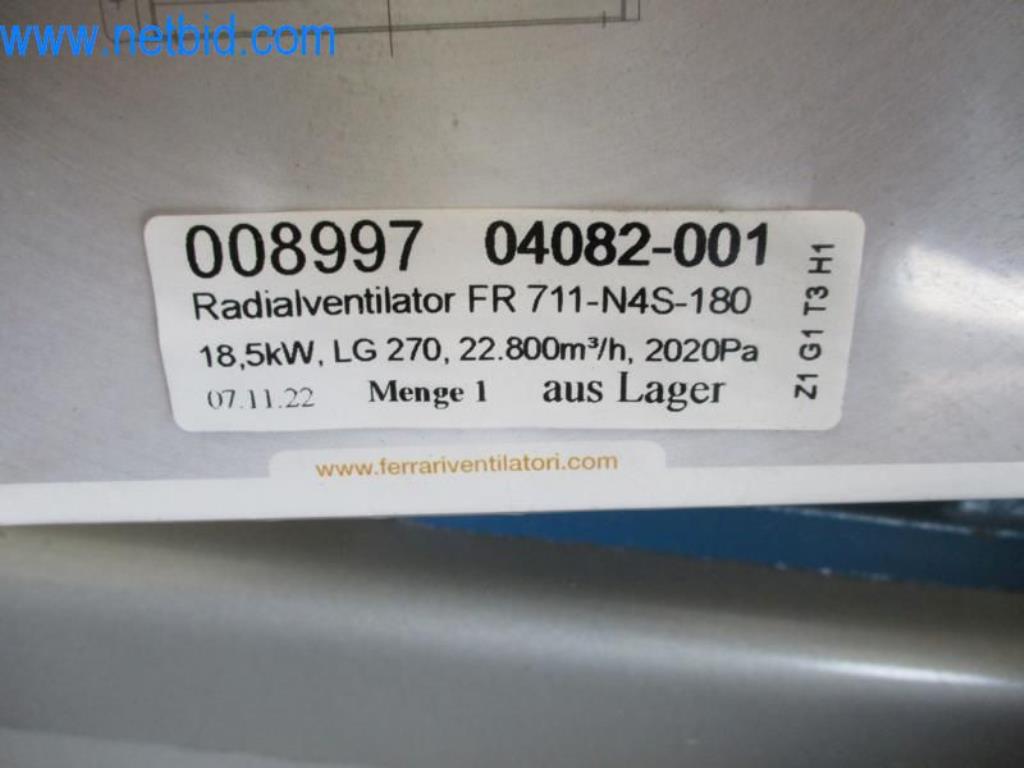 www.netbid.com
008997 04082-001
Radialventilator FR 711-N4S-180
18,5kW, LG 270, 22.800m³/h, 2020Pa
07.11.22 Menge 1 aus Lager
Z1 G1 T3 H1
www.ferrariventilatori.com